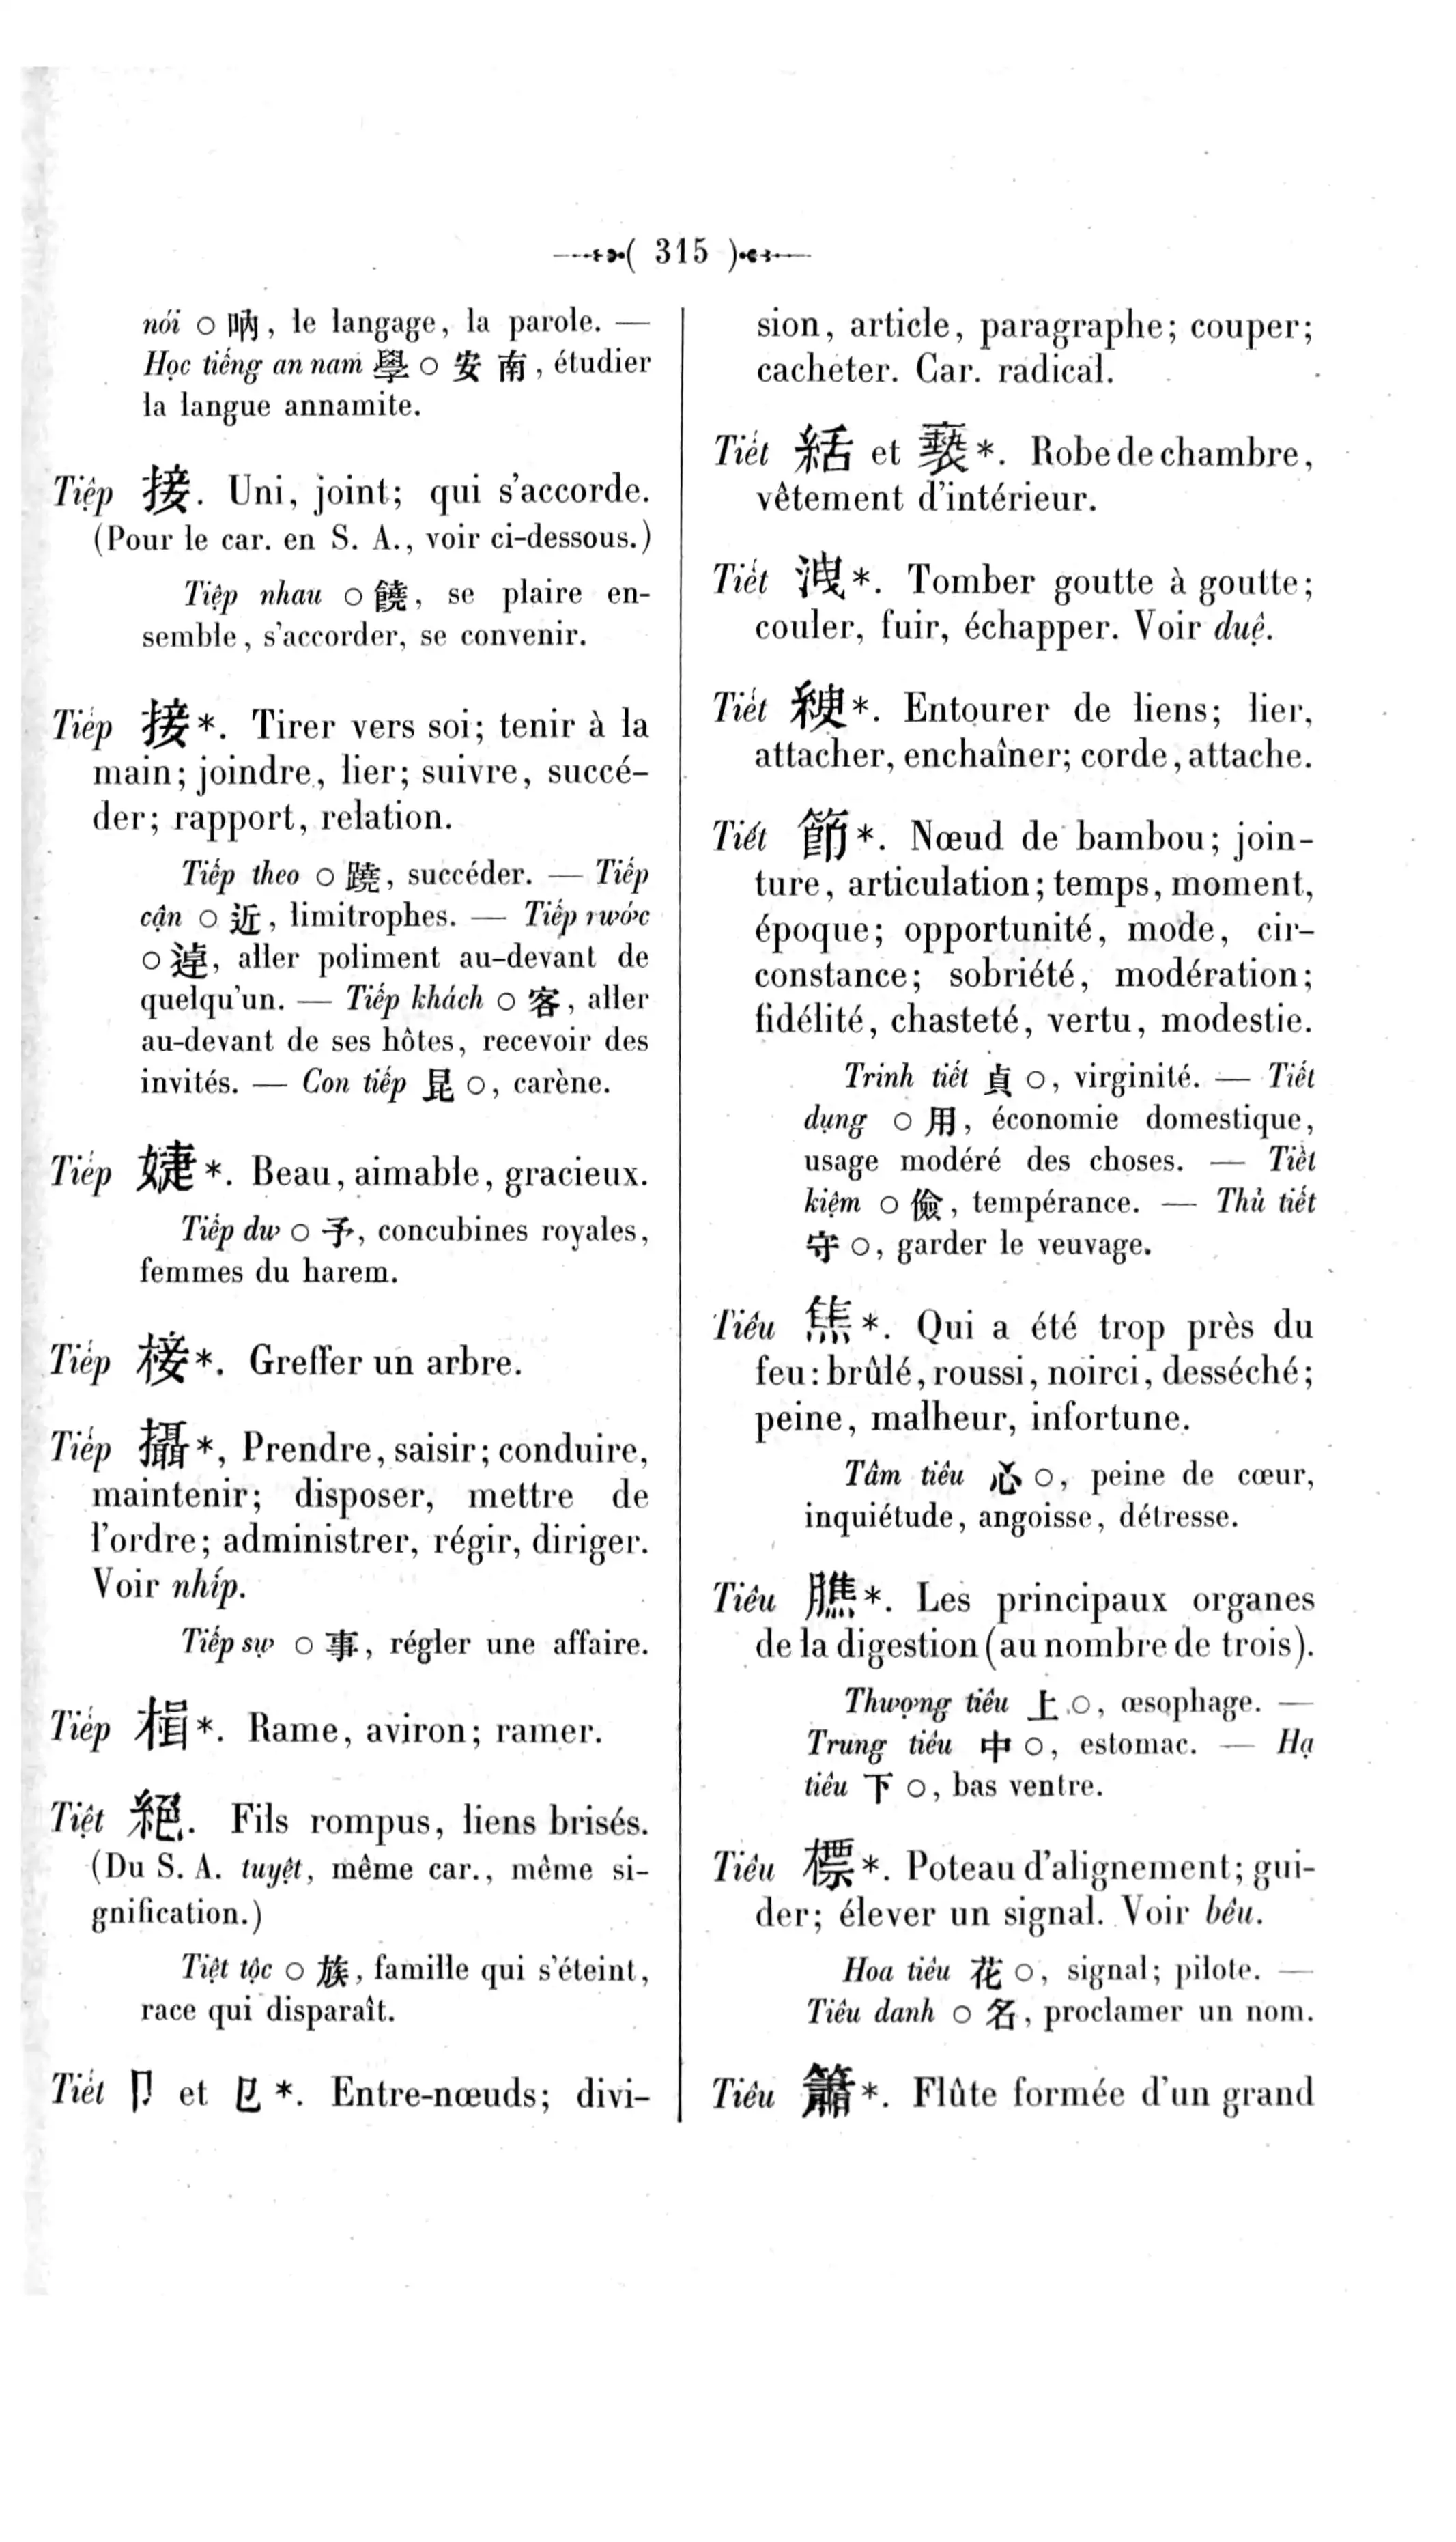 ( 315 )
nói ○ 吶, le langage, la parole. —
Học tiếng an nam 學 ○ 安 南, étudier
la langue annamite.
Tiệp 接. Uni, joint; qui s'accorde.
(Pour le car. en S. A., voir ci-dessous.)
Tiệp nhau ○ 饒, se plaire en-
semble, s'accorder, se convenir.
Tiếp 接*. Tirer vers soi; tenir à la
main; joindre, lier; suivre, succé-
der; rapport, relation.
Tiếp theo ○ 蹺, succéder. — Tiếp
cận ○ 近, limitrophes. — Tiếp rước
○ 逴, aller poliment au-devant de
quelqu'un. — Tiếp khách ○ 客, aller
au-devant de ses hôtes, recevoir des
invités. — Con tiếp 昆 ○, carène.
Tiếp 婕*. Beau, aimable, gracieux.
Tiếp dư ○ 予, concubines royales,
femmes du harem.
Tiếp 椄*. Greffer un arbre.
Tiếp 攝*, Prendre, saisir; conduire,
maintenir; disposer, mettre de
l'ordre; administrer, régir, diriger.
Voir nhíp.
Tiếp sự ○ 事, régler une affaire.
Tiếp 楫*. Rame, aviron; ramer.
Tiệt 絕. Fils rompus, liens brisés.
(Du S. A. tuyệt, même car., même si-
gnification.)
Tiệt tộc ○ 族, famille qui s'éteint,
race qui disparaît.
Tiết 卩 et 㔾 *. Entre-nœuds; divi-
sion, article, paragraphe; couper;
cacheter. Car. radical.
Tiết 絬 et 褻*. Robe de chambre,
vêtement d'intérieur.
Tiết 洩*. Tomber goutte à goutte;
couler, fuir, échapper. Voir duệ.
Tiết 絏*. Entourer de liens; lier,
attacher, enchaîner; corde, attache.
Tiết 節*. Nœud de bambou; join-
ture, articulation; temps, moment,
époque; opportunité, mode, cir-
constance; sobriété, modération;
fidélité, chasteté, vertu, modestie.
Trinh tiết 貞 ○, virginité. — Tiết
dụng ○ 用, économie domestique,
usage modéré des choses. — Tiết
kiệm ○ 儉, tempérance. — Thủ tiết
守 ○, garder le veuvage.
Tiêu 焦*. Qui a été trop près du
feu: brûlé, roussi, noirci, desséché;
peine, malheur, infortune.
Tâm tiêu 心 ○, peine de cœur,
inquiétude, angoisse, détresse.
Tiêu 膲*. Les principaux organes
de la digestion (au nombre de trois).
Thượng tiêu 上 ○, œsophage. —
Trung tiêu 中 ○, estomac. — Hạ
tiêu 下 ○, bas ventre.
Tiêu 標*. Poteau d'alignement; gui-
der; élever un signal. Voir bêu.
Hoa tiêu 花 ○, signal; pilote. —
Tiêu danh ○ 名, proclamer un nom.
Tiêu 簫*. Flûte formée d'un grand